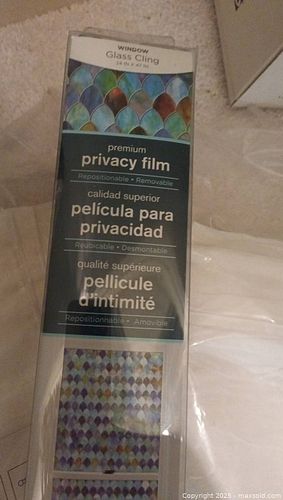 WINDOW
Glass Cling
premium
privacy film
Repositionable • Removable
calidad superior
película para
privacidad
Reubicable • Desmontable
qualité supérieure
pellicule
d'intimité
Repositionnable • Amovible
Copyright 2025 - maxsold.com